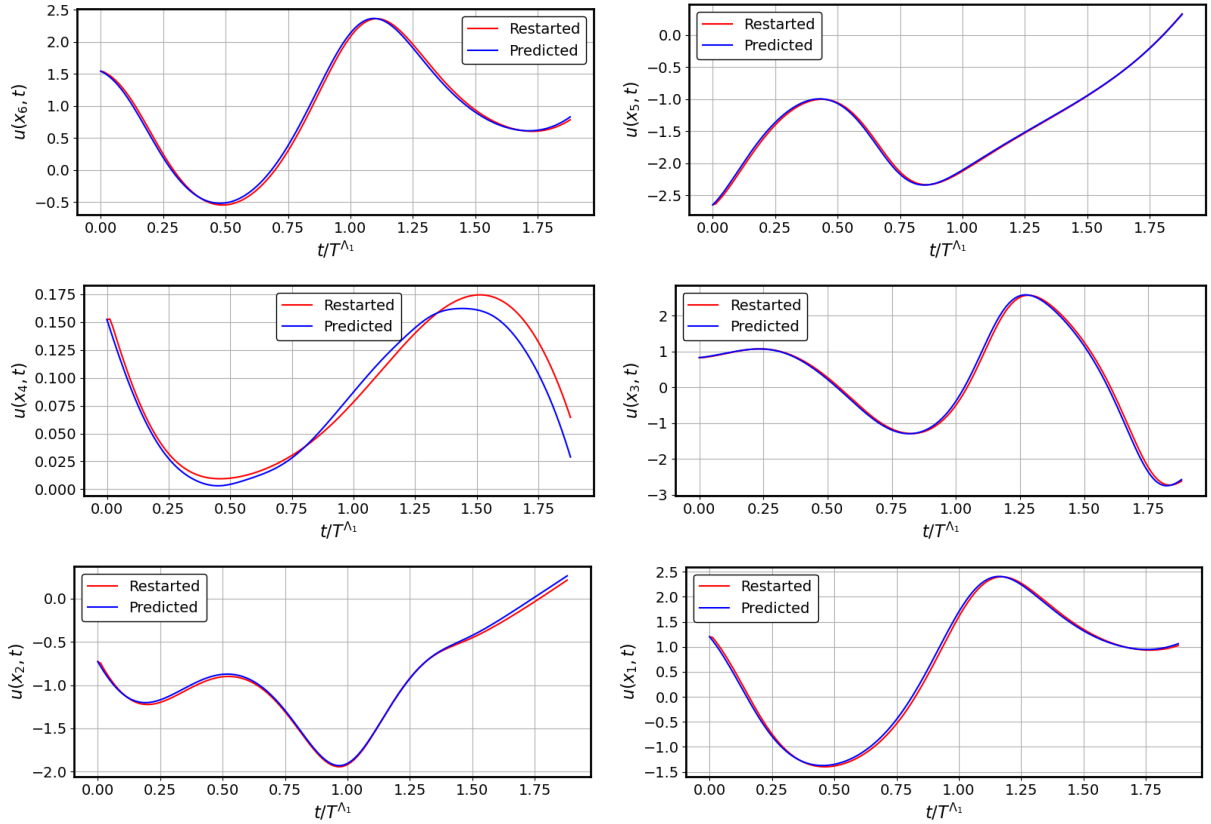 2.5
2.0
1.5
1.0
0.5
0.0
−0.5
u(x₆, t)
Restarted
Predicted
0.00 0.25 0.50 0.75 1.00 1.25 1.50 1.75
t/T^Λ₁
0.0
−0.5
−1.0
−1.5
−2.0
−2.5
u(x₅, t)
Restarted
Predicted
0.00 0.25 0.50 0.75 1.00 1.25 1.50 1.75
t/T^Λ₁
0.175
0.150
0.125
0.100
0.075
0.050
0.025
0.000
u(x₄, t)
Restarted
Predicted
0.00 0.25 0.50 0.75 1.00 1.25 1.50 1.75
t/T^Λ₁
2
1
0
−1
−2
−3
u(x₃, t)
Restarted
Predicted
0.00 0.25 0.50 0.75 1.00 1.25 1.50 1.75
t/T^Λ₁
0.0
−0.5
−1.0
−1.5
−2.0
u(x₂, t)
Restarted
Predicted
0.00 0.25 0.50 0.75 1.00 1.25 1.50 1.75
t/T^Λ₁
2.5
2.0
1.5
1.0
0.5
0.0
−0.5
−1.0
−1.5
u(x₁, t)
Restarted
Predicted
0.00 0.25 0.50 0.75 1.00 1.25 1.50 1.75
t/T^Λ₁